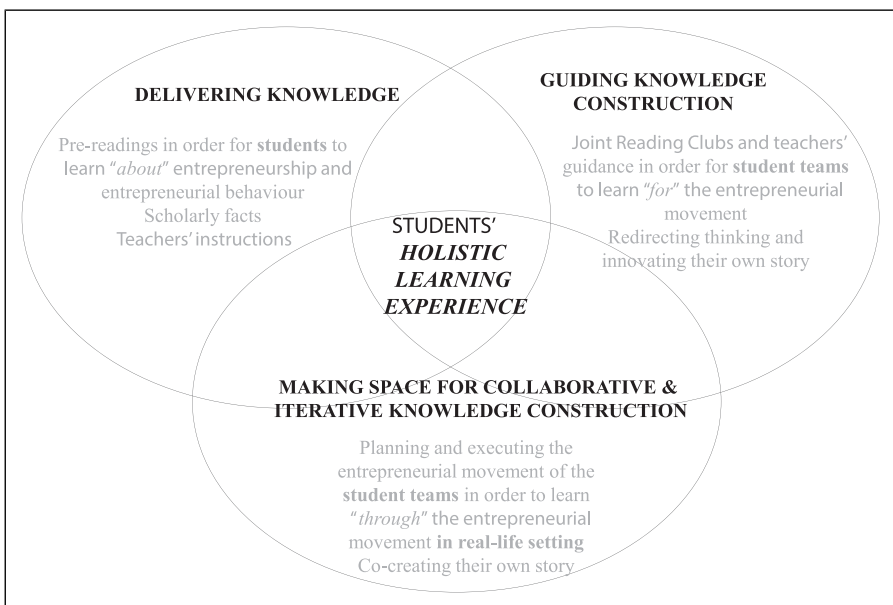 DELIVERING KNOWLEDGE
Pre-readings in order for students to
learn "about" entrepreneurship and
entrepreneurial behaviour
Scholarly facts
Teachers' instructions
GUIDING KNOWLEDGE
CONSTRUCTION
Joint Reading Clubs and teachers'
guidance in order for student teams
to learn "for" the entrepreneurial
movement
Redirecting thinking and
innovating their own story
STUDENTS'
HOLISTIC
LEARNING
EXPERIENCE
MAKING SPACE FOR COLLABORATIVE &
ITERATIVE KNOWLEDGE CONSTRUCTION
Planning and executing the
entrepreneurial movement of the
student teams in order to learn
"through" the entrepreneurial
movement in real-life setting
Co-creating their own story